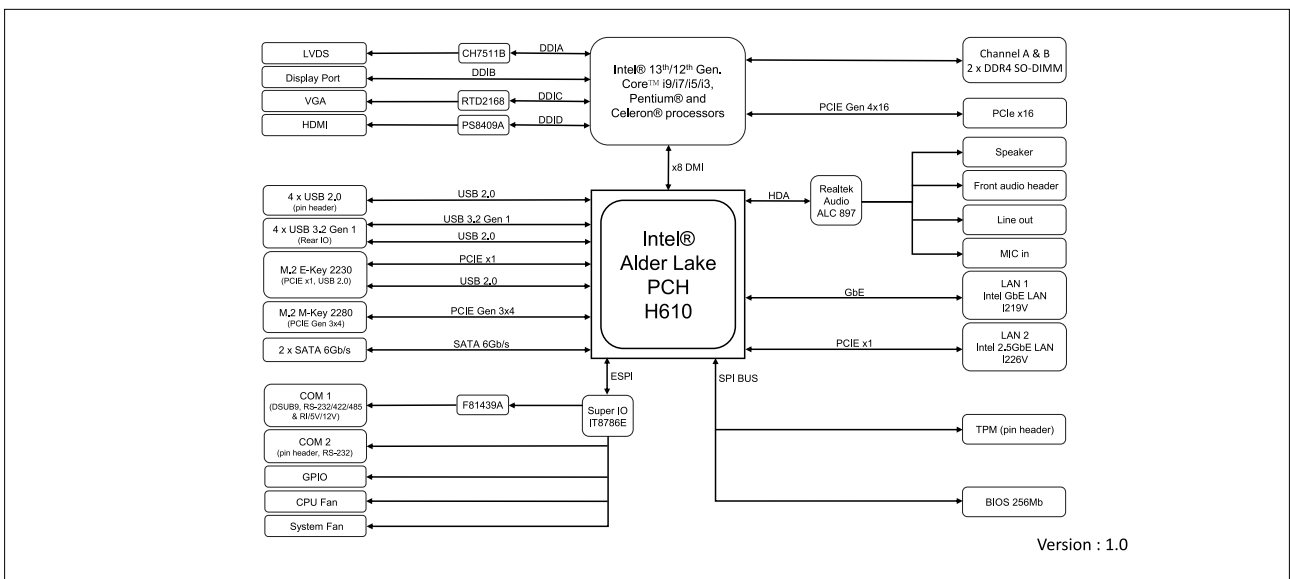 LVDS
CH7511B
DDIA
Display Port
DDIB
VGA
RTD2168
DDIC
HDMI
PS8409A
DDID
Intel® 13th/12th Gen.
Core™ i9/i7/i5/i3,
Pentium® and
Celeron® processors
Channel A & B
2 x DDR4 SO-DIMM
PCIE Gen 4x16
PCIe x16
x8 DMI
4 x USB 2.0
(pin header)
USB 2.0
4 x USB 3.2 Gen 1
(Rear IO)
USB 3.2 Gen 1
USB 2.0
M.2 E-Key 2230
(PCIE x1, USB 2.0)
PCIE x1
USB 2.0
M.2 M-Key 2280
(PCIE Gen 3x4)
PCIE Gen 3x4
2 x SATA 6Gb/s
SATA 6Gb/s
Intel®
Alder Lake
PCH
H610
HDA
Realtek
Audio
ALC 897
Speaker
Front audio header
Line out
MIC in
GbE
LAN 1
Intel GbE LAN
I219V
PCIE x1
LAN 2
Intel 2.5GbE LAN
I226V
ESPI
SPI BUS
COM 1
(DSUB9, RS-232/422/485
& RI/5V/12V)
F81439A
Super IO
IT8786E
COM 2
(pin header, RS-232)
GPIO
CPU Fan
System Fan
TPM (pin header)
BIOS 256Mb
Version : 1.0